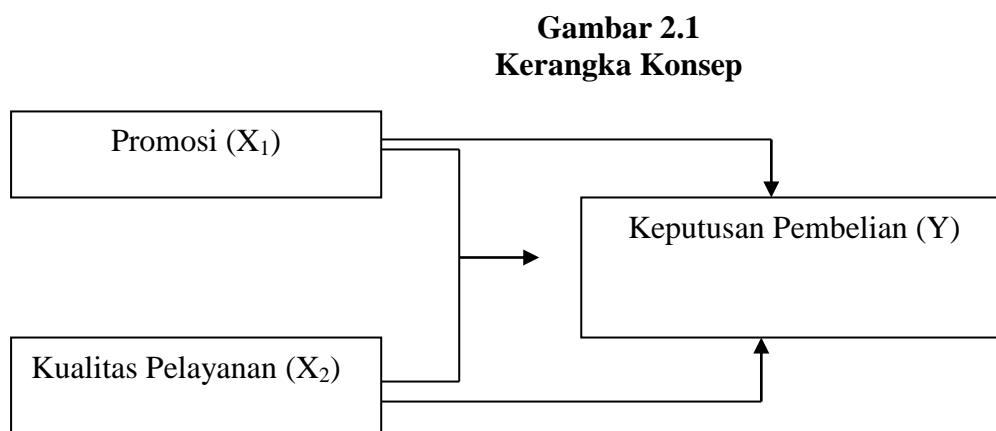 Gambar 2.1
Kerangka Konsep
Promosi (X₁)
Keputusan Pembelian (Y)
Kualitas Pelayanan (X₂)